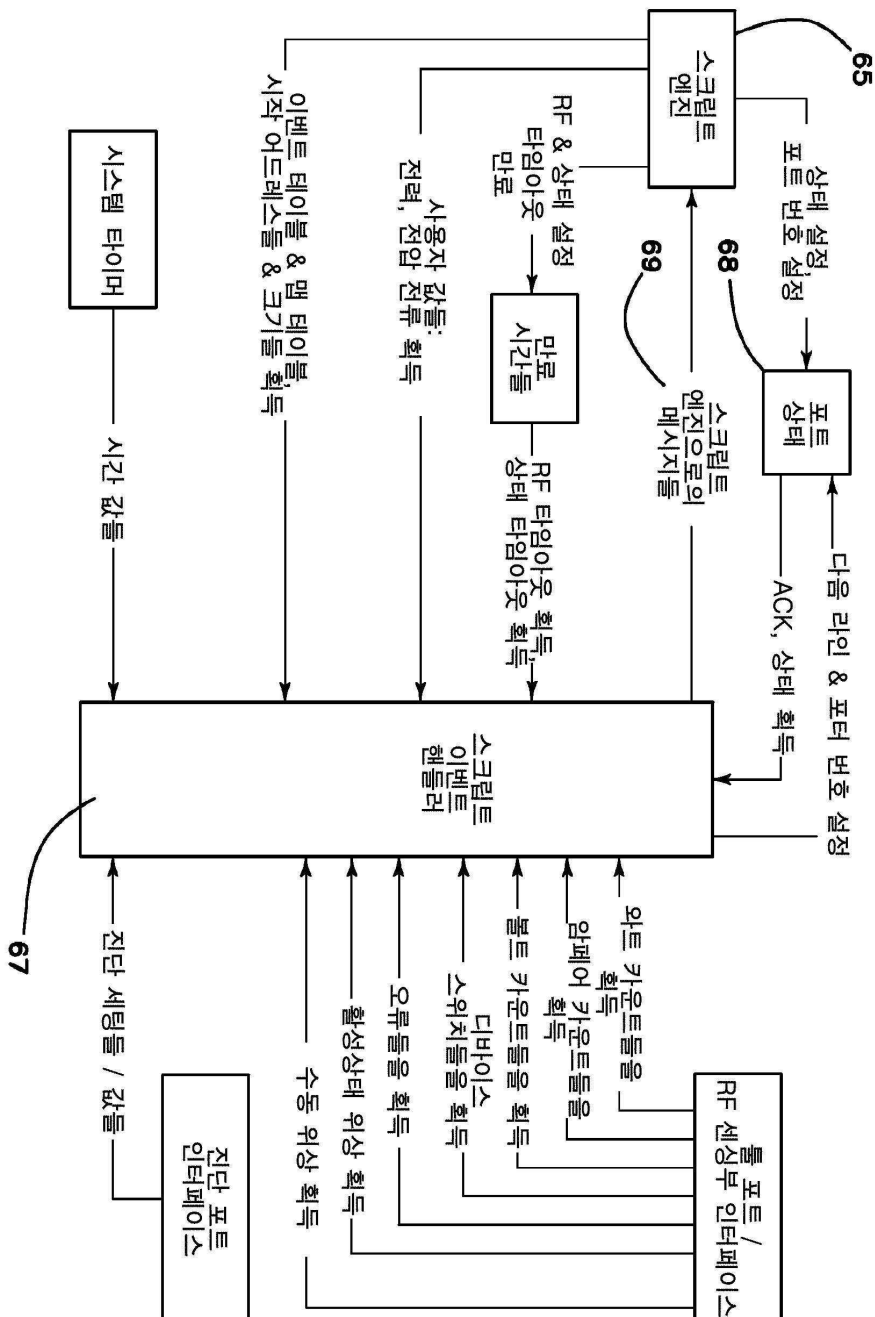 툴 포트 /
RF 센싱부 인터페이스
진단 포트
인터페이스
와트 카운트들을
획득
암페어 카운트들을
획득
볼트 카운트들을 획득
디바이스
스위치들을 획득
오류들을 획득
활성상태 위상 획득
수동 위상 획득
진단 세팅들 / 값들
다음 라인 & 포터 번호 설정
ACK, 상태 획득
스크립트
이벤트
핸들러
67
포트
상태
68
스크립트
엔진으로의
메시지들
69
RF 타임아웃 획득,
상태 타임아웃 획득
만료
시간들
상태 설정,
포트 번호 설정
RF & 상태 설정
타임아웃
만료
사용자 값들:
전력, 전압 전류 획득
이벤트 테이블 & 맵 테이블,
시작 어드레스들 & 크기들 획득
시간 값들
스크립트
엔진
65
시스템 타이머